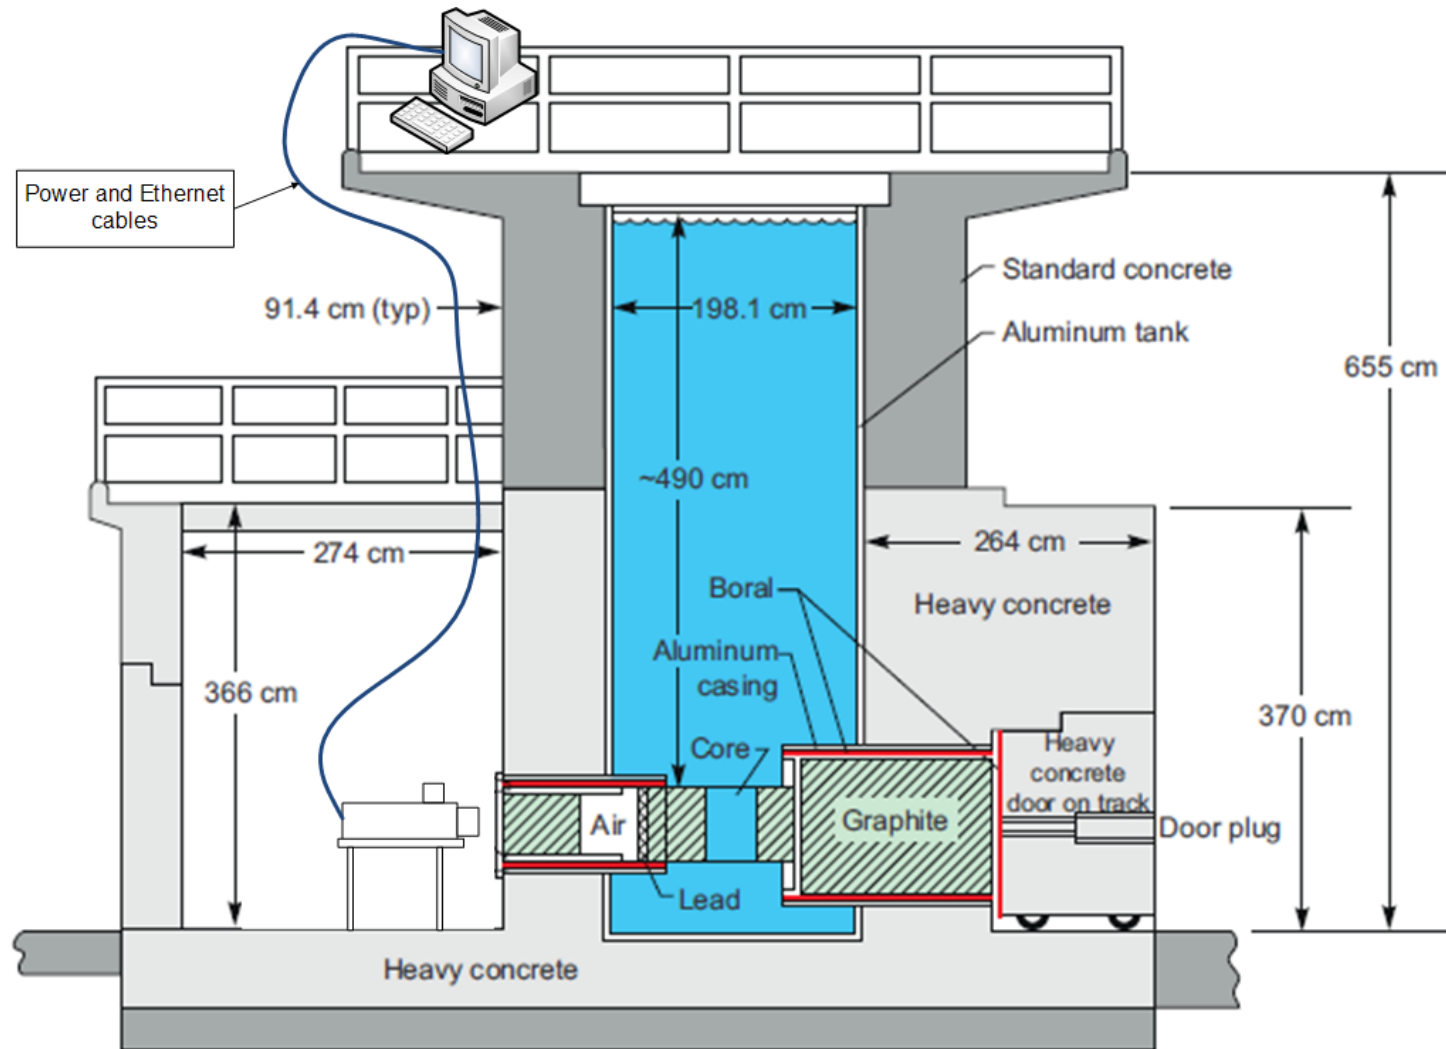 Power and Ethernet
cables
91.4 cm (typ)
198.1 cm
Standard concrete
Aluminum tank
655 cm
~490 cm
274 cm
264 cm
Boral
Heavy concrete
Aluminum
casing
366 cm
370 cm
Core
Heavy
concrete
door on track
Air
Graphite
Door plug
Lead
Heavy concrete